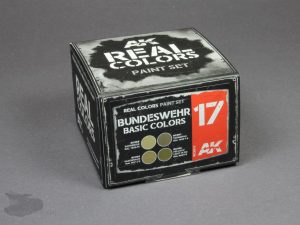 AK
REAL
COLORS
PAINT SET
REAL COLORS PAINT SET
BUNDESWEHR
BASIC COLORS
17
AK